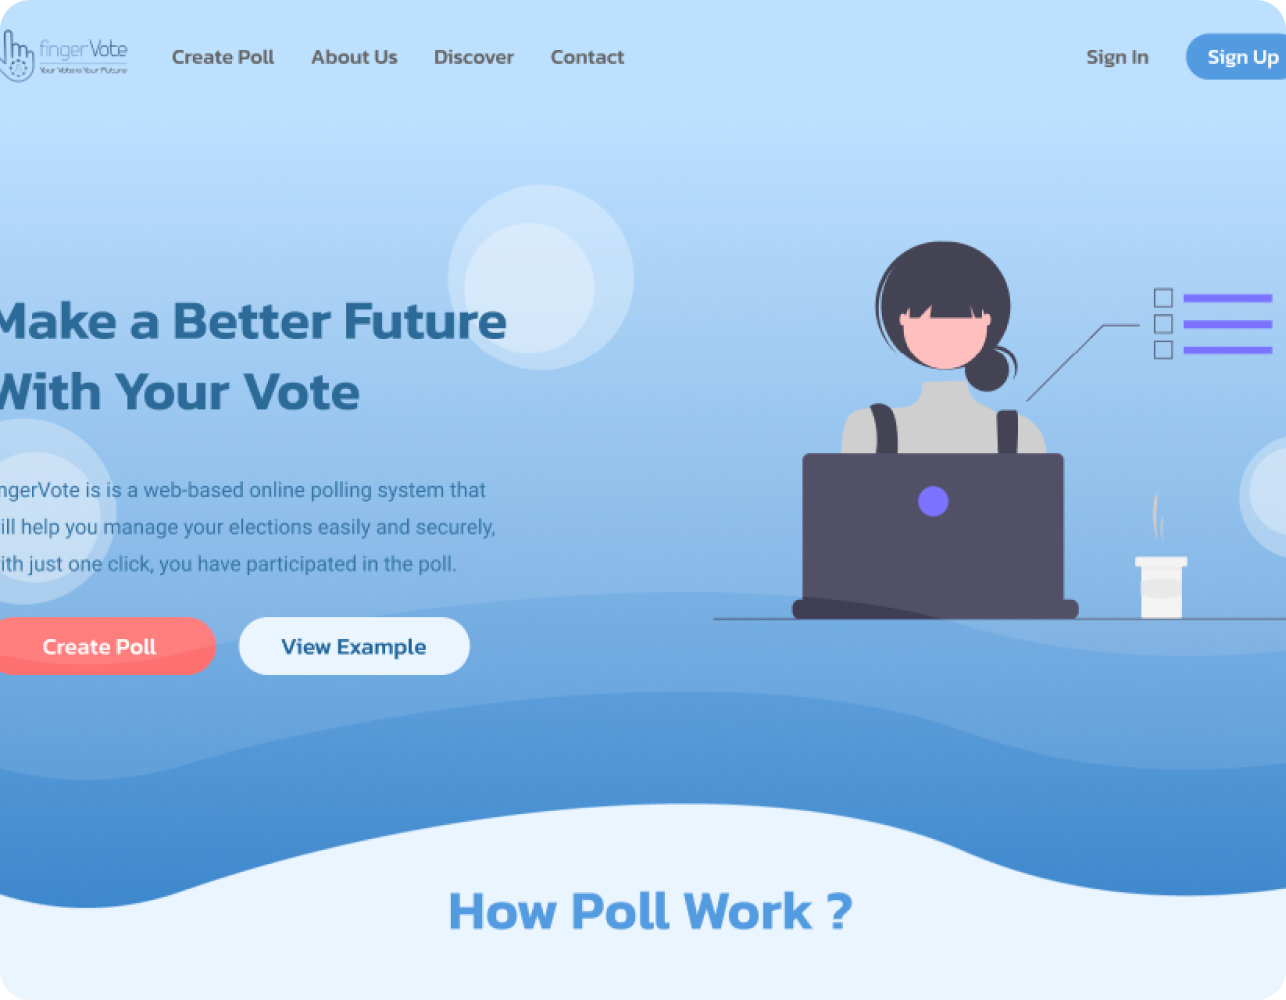 fingerVote
Your Vote is Your Future
Create Poll
About Us
Discover
Contact
Sign In
Sign Up
Make a Better Future
With Your Vote
ngerVote is is a web-based online polling system that
ill help you manage your elections easily and securely,
ith just one click, you have participated in the poll.
Create Poll
View Example
How Poll Work ?